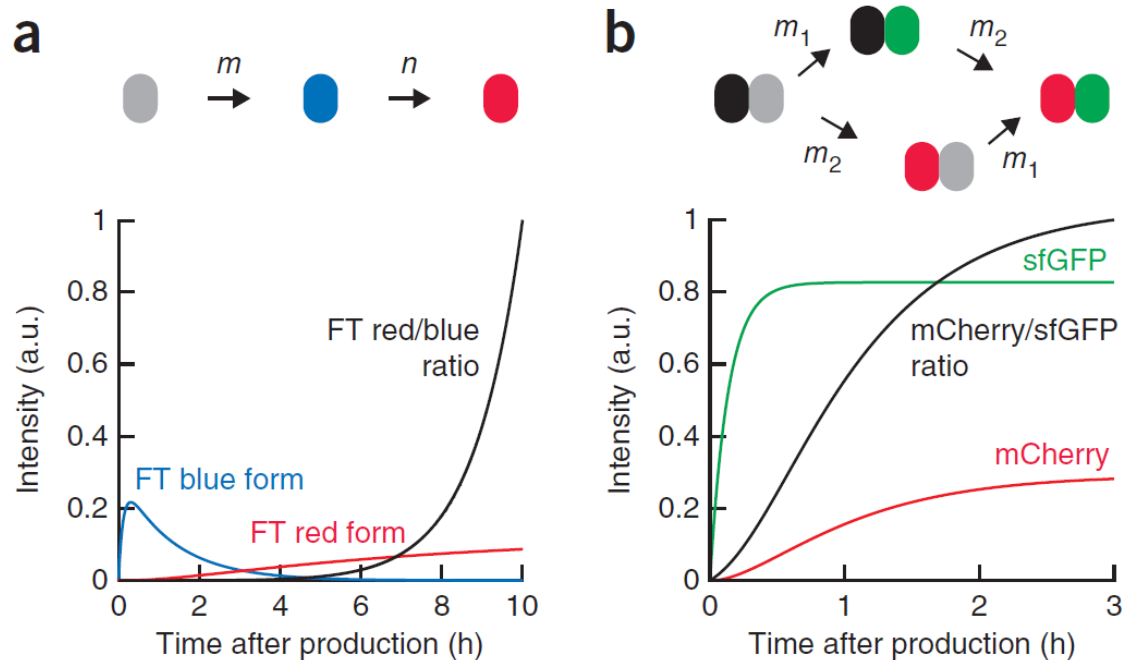 a
m
n
Intensity (a.u.)
1
0.8
0.6
0.4
0.2
0
FT red/blue
ratio
FT blue form
FT red form
0 2 4 6 8 10
Time after production (h)
b
m1
m2
m2
m1
Intensity (a.u.)
1
0.8
0.6
0.4
0.2
0
sfGFP
mCherry/sfGFP
ratio
mCherry
0 1 2 3
Time after production (h)